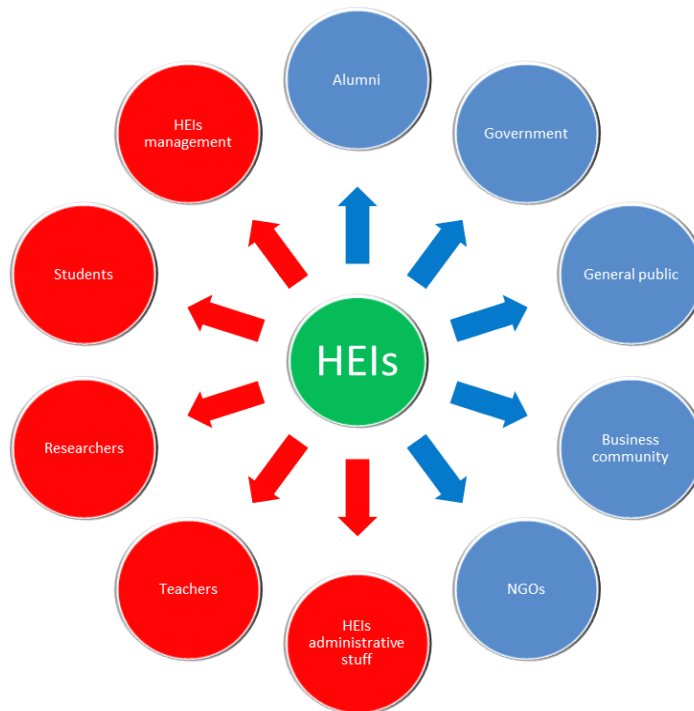 Alumni
Government
General public
Business
community
NGOs
HEIs
administrative
stuff
Teachers
Researchers
Students
HEIs
management
HEIs